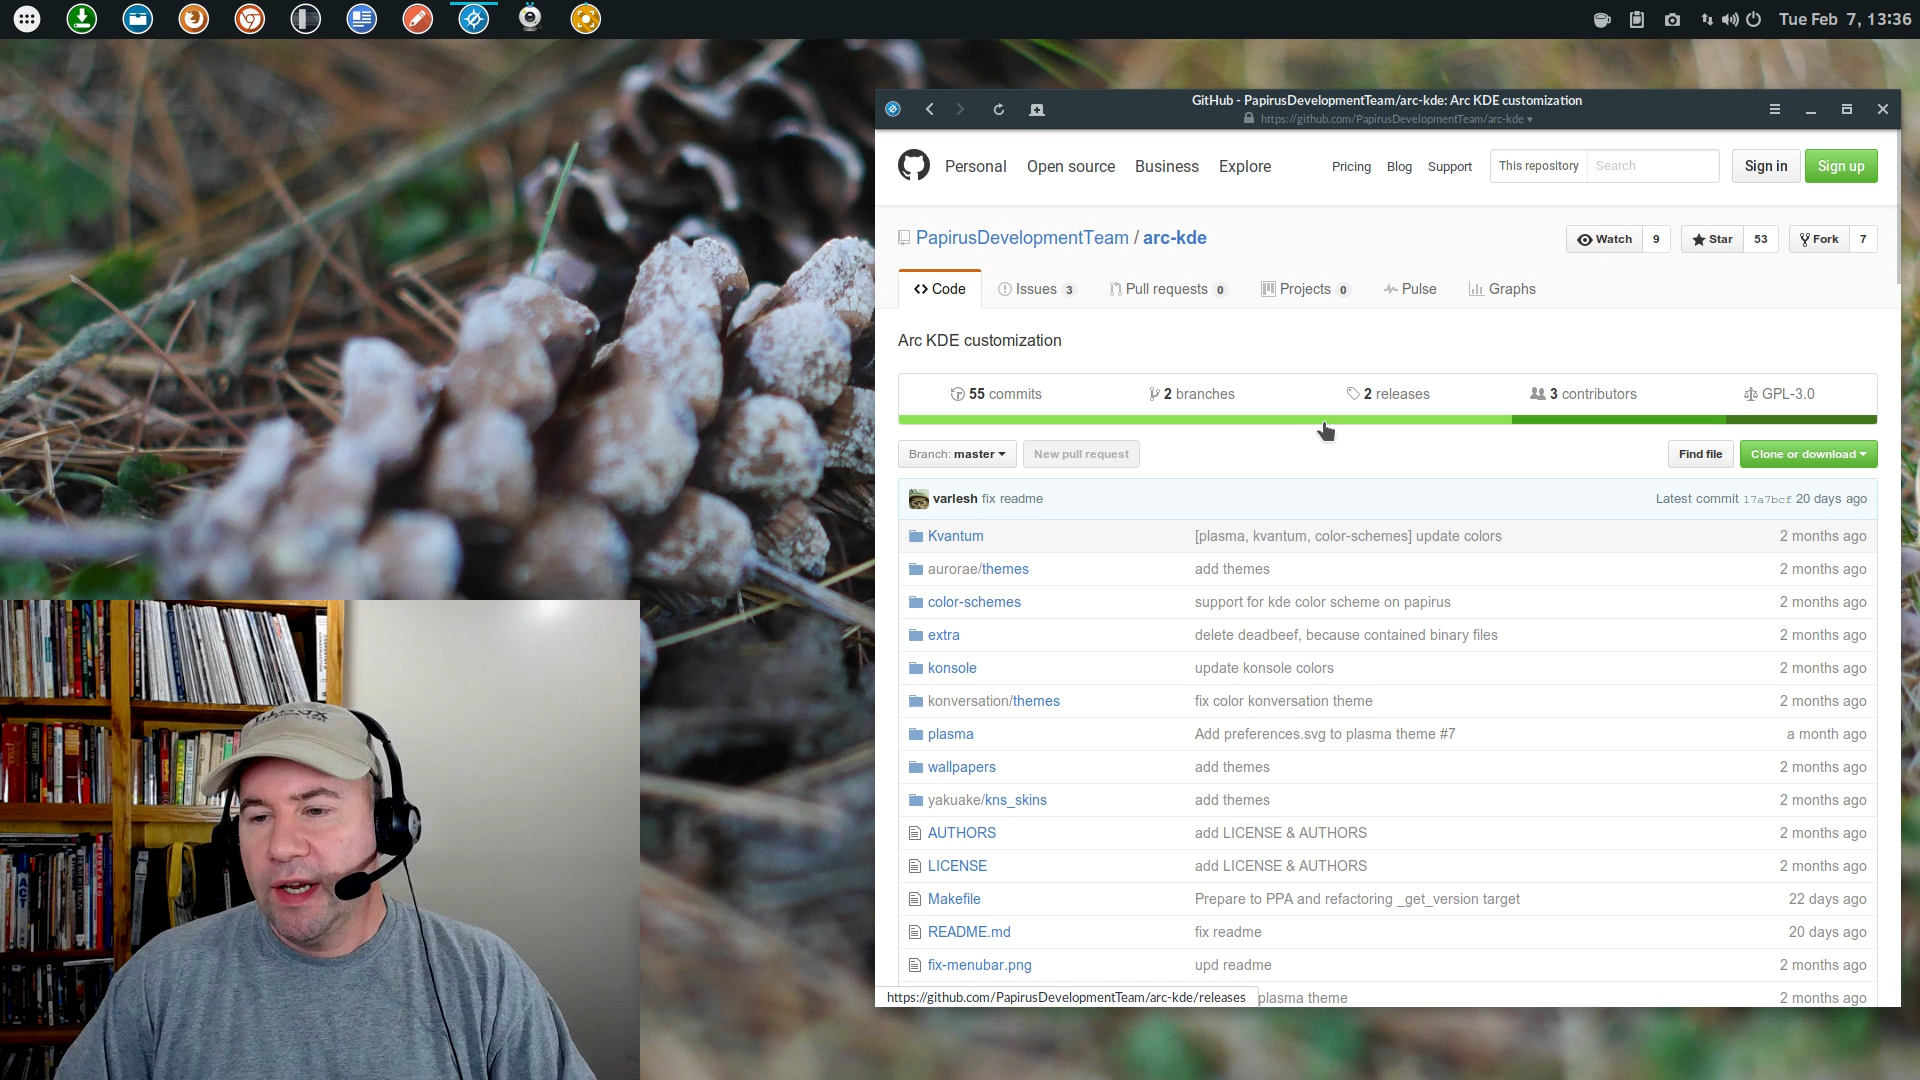 Tue Feb 7, 13:36
GitHub - PapirusDevelopmentTeam/arc-kde: Arc KDE customization
https://github.com/PapirusDevelopmentTeam/arc-kde ▾
Personal Open source Business Explore Pricing Blog Support This repository Search Sign in Sign up
PapirusDevelopmentTeam / arc-kde
Watch 9 Star 53 Fork 7
Code Issues 3 Pull requests 0 Projects 0 Pulse Graphs
Arc KDE customization
55 commits 2 branches 2 releases 3 contributors GPL-3.0
Branch: master New pull request Find file Clone or download
varlesh fix readme Latest commit 17a7bcf 20 days ago
Kvantum [plasma, kvantum, color-schemes] update colors 2 months ago
aurorae/themes add themes 2 months ago
color-schemes support for kde color scheme on papirus 2 months ago
extra delete deadbeef, because contained binary files 2 months ago
konsole update konsole colors 2 months ago
konversation/themes fix color konversation theme 2 months ago
plasma Add preferences.svg to plasma theme #7 a month ago
wallpapers add themes 2 months ago
yakuake/kns_skins add themes 2 months ago
AUTHORS add LICENSE & AUTHORS 2 months ago
LICENSE add LICENSE & AUTHORS 2 months ago
Makefile Prepare to PPA and refactoring _get_version target 22 days ago
README.md fix readme 20 days ago
fix-menubar.png upd readme 2 months ago
https://github.com/PapirusDevelopmentTeam/arc-kde/releases plasma theme 2 months ago